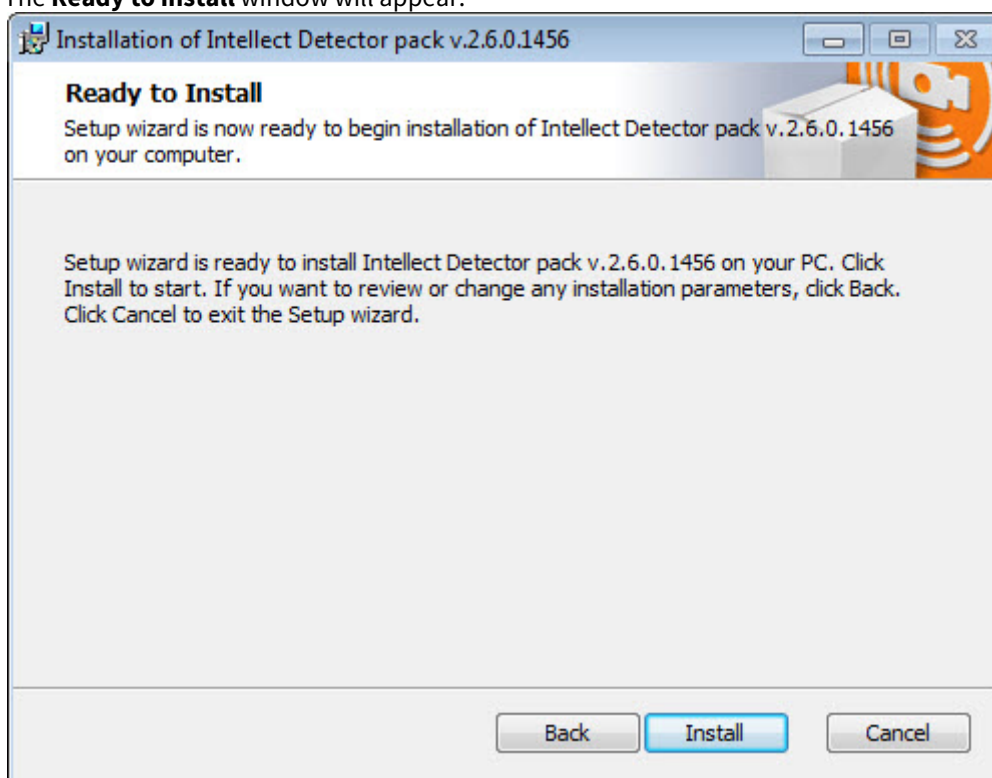 The Ready to Install window will appear.
Installation of Intellect Detector pack v.2.6.0.1456
Ready to Install
Setup wizard is now ready to begin installation of Intellect Detector pack v.2.6.0.1456
on your computer.
Setup wizard is ready to install Intellect Detector pack v.2.6.0.1456 on your PC. Click
Install to start. If you want to review or change any installation parameters, click Back.
Click Cancel to exit the Setup wizard.
Back Install Cancel